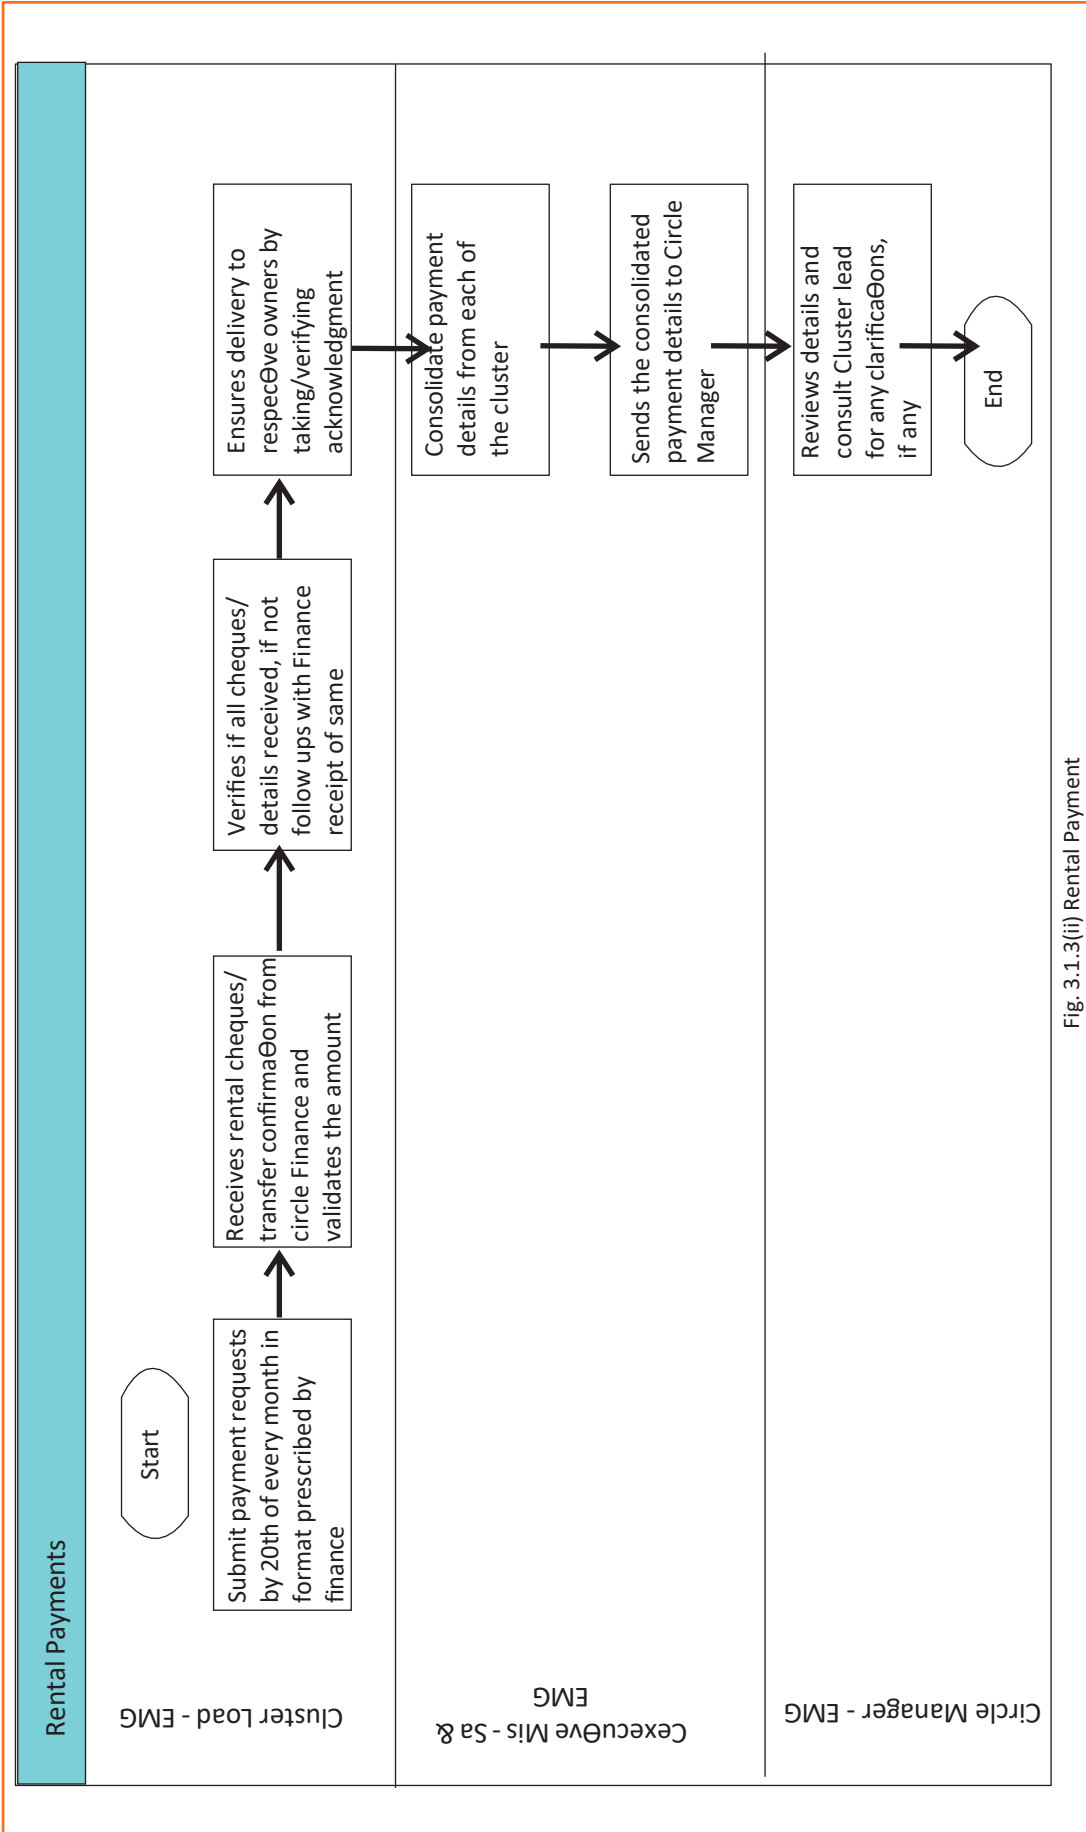 Rental Payments
Cluster Load - EMG
Start
Submit payment requests
by 20th of every month in
format prescribed by
finance
Receives rental cheques/
transfer confirmaΘon from
circle Finance and
validates the amount
Verifies if all cheques/
details received, if not
follow ups with Finance
receipt of same
Ensures delivery to
respecΘve owners by
taking/verifying
acknowledgment
CexecuΘve Mis - Sa &
EMG
Consolidate payment
details from each of
the cluster
Sends the consolidated
payment details to Circle
Manager
Circle Manager - EMG
Reviews details and
consult Cluster lead
for any clarificaΘons,
if any
End
Fig. 3.1.3(ii) Rental Payment